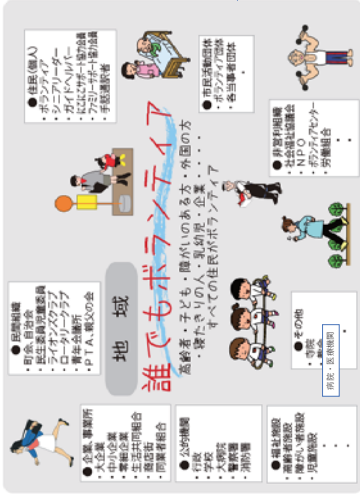 ●企業、事業所
・大企業
・中小企業
・零細企業
・生活共同組合
・商店街
・同業者組合
●民間組織
・町会、自治会
・民生委員児童委員
・ライオンズクラブ
・ロータリークラブ
・青年会議所
・PTA、親父の会
●住民(個人)
・ボランティア
・シニアリーダー
・ガイドヘルパー
・にこにこサポート協力会員
・ファミリーサポート協力会員
・手話通訳者
地 域
誰でもボランティア
高齢者・子ども・障がいのある方・外国の方
・寝たきりの人・乳幼児・企業・・・・・
すべての住民がボランティア
●公的機関
・行政
・学校
・大病院
・警察署
・消防署
●市民活動団体
・ボランティア団体
・各当事者団体
●福祉施設
・高齢者施設
・障がい者施設
・児童施設
●その他
・寺院
病院・医療機関
●非営利組織
・社会福祉協議会
・NPO
・ボランティアセンター
・労働組合